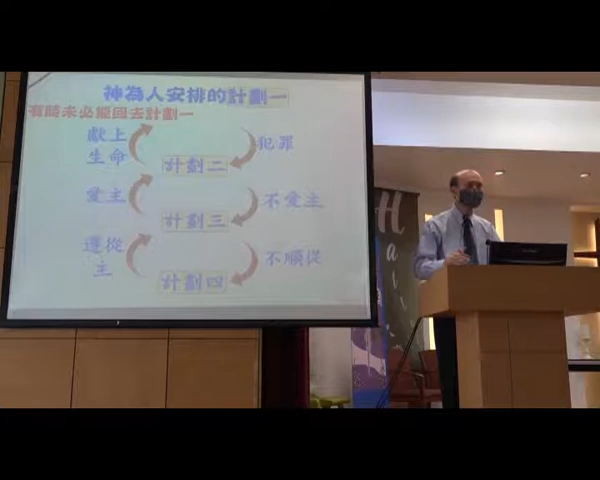 神為人安排的計劃一
有時未必能回去計劃一
獻上
生命
犯罪
計劃二
愛主
不愛主
計劃三
遵從
主
不順從
計劃四
Hall